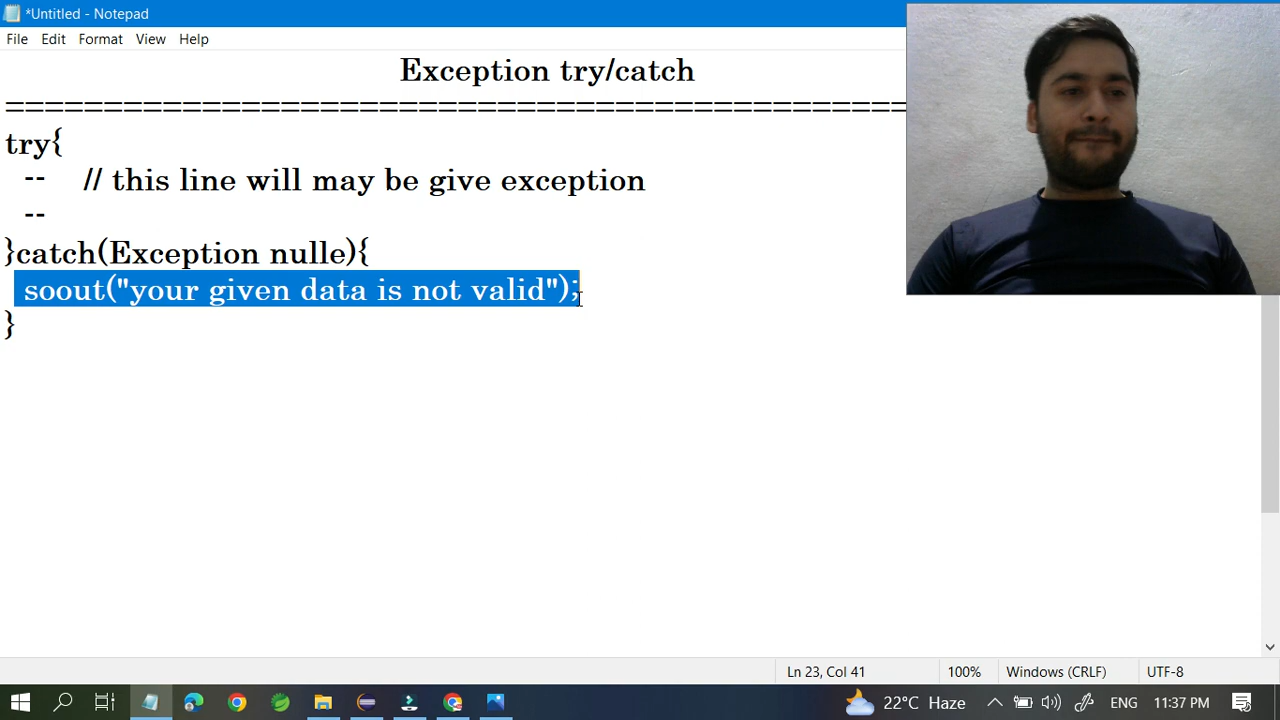 *Untitled - Notepad
File Edit Format View Help
Exception try/catch
================================================
try{
-- // this line will may be give exception
--
}catch(Exception nulle){
soout("your given data is not valid");
}
Ln 23, Col 41 100% Windows (CRLF) UTF-8
22°C Haze ENG 11:37 PM